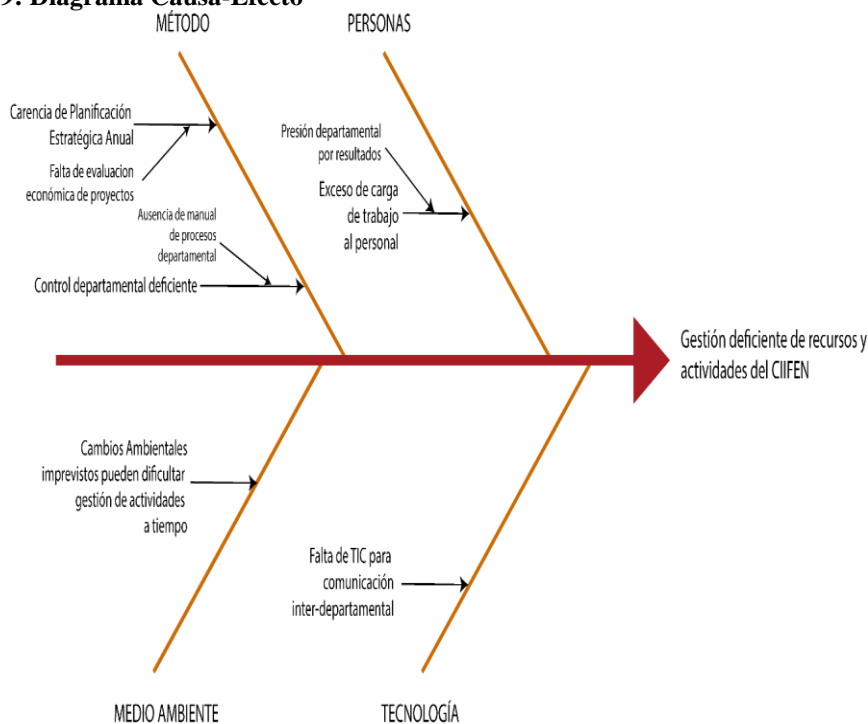 9. Diagrama Causa-Efecto
MÉTODO
PERSONAS
Carencia de Planificación
Estratégica Anual
Falta de evaluacion
económica de proyectos
Ausencia de manual
de procesos
departamental
Control departamental deficiente
Presión departamental
por resultados
Exceso de carga
de trabajo
al personal
Gestión deficiente de recursos y
actividades del CIIFEN
Cambios Ambientales
imprevistos pueden dificultar
gestión de actividades
a tiempo
Falta de TIC para
comunicación
inter-departamental
MEDIO AMBIENTE
TECNOLOGÍA